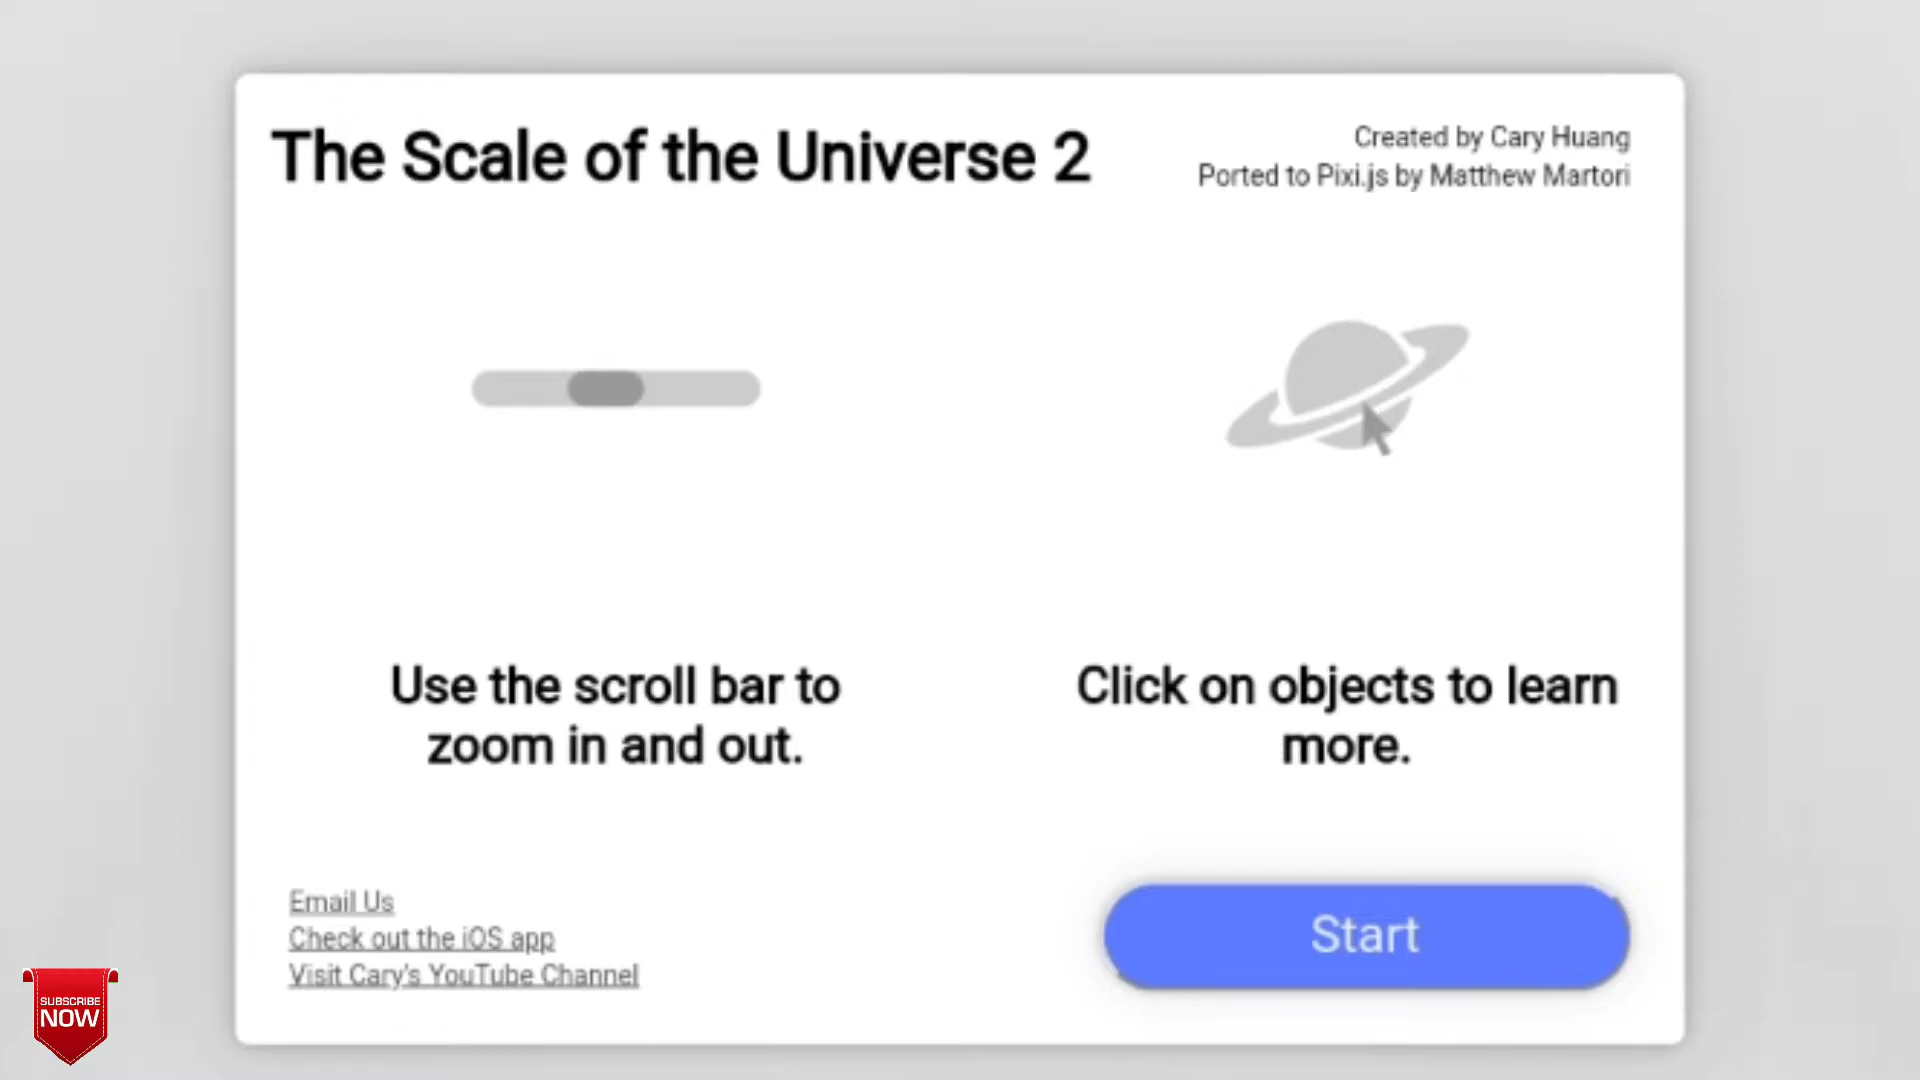 The Scale of the Universe 2
Created by Cary Huang
Ported to Pixi.js by Matthew Martori
Use the scroll bar to
zoom in and out.
Click on objects to learn
more.
Email Us
Check out the iOS app
Visit Cary's YouTube Channel
Start
SUBSCRIBE
NOW